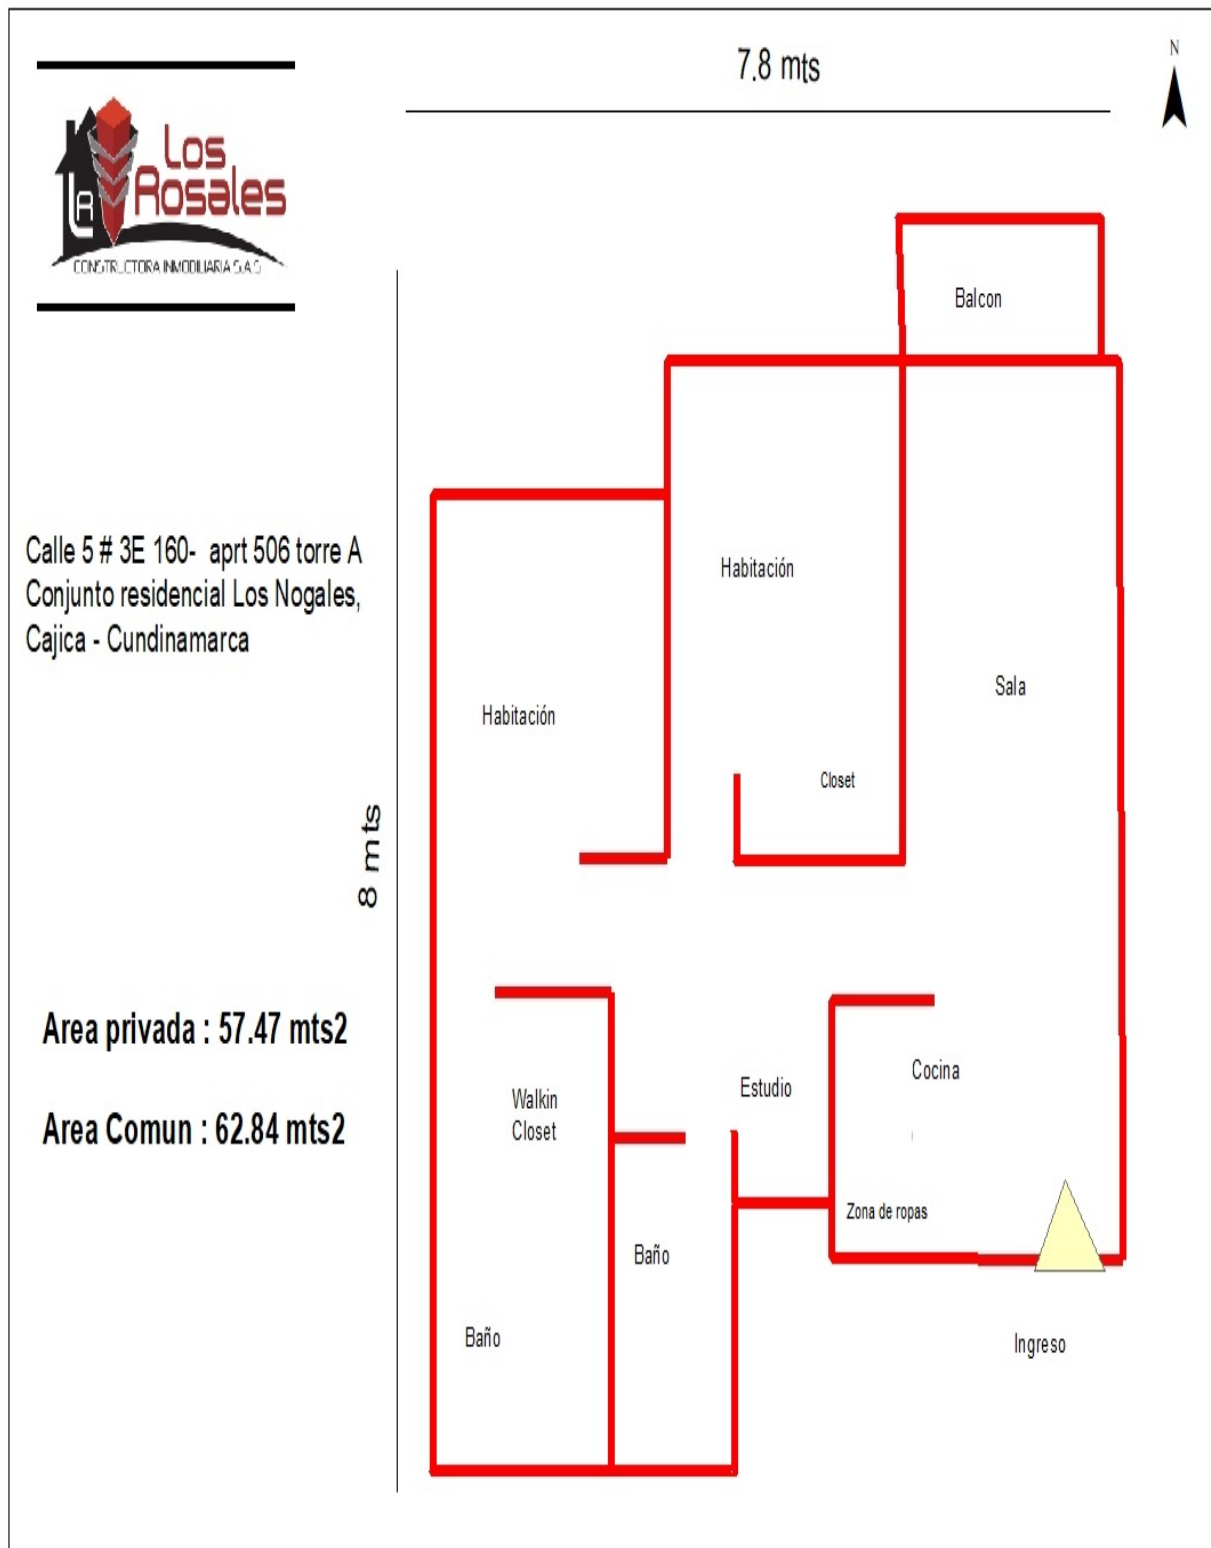 7.8 mts
N
LR
Los
Rosales
CONSTRUCTORA INMOBILIARIA S.A.S
Balcon
Calle 5 # 3E 160- aprt 506 torre A
Conjunto residencial Los Nogales,
Cajica - Cundinamarca
Habitación
Sala
Habitación
Closet
8 mts
Area privada : 57.47 mts2
Area Comun : 62.84 mts2
Cocina
Estudio
Walkin
Closet
Zona de ropas
Baño
Baño
Ingreso